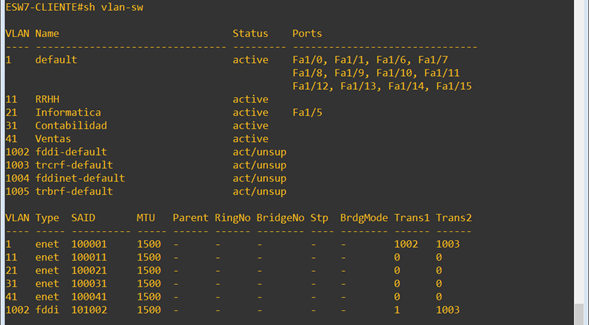 ESW7-CLIENTE#sh vlan-sw
VLAN Name                             Status    Ports
---- -------------------------------- --------- -------------------------------
1    default                          active    Fa1/0, Fa1/1, Fa1/6, Fa1/7
                                                Fa1/8, Fa1/9, Fa1/10, Fa1/11
                                                Fa1/12, Fa1/13, Fa1/14, Fa1/15
11   RRHH                             active
21   Informatica                      active    Fa1/5
31   Contabilidad                     active
41   Ventas                           active
1002 fddi-default                     act/unsup
1003 trcrf-default                    act/unsup
1004 fddinet-default                  act/unsup
1005 trbrf-default                    act/unsup
VLAN Type  SAID       MTU   Parent RingNo BridgeNo Stp  BrdgMode Trans1 Trans2
---- ----- ---------- ----- ------ ------ -------- ---- -------- ------ ------
1    enet  100001     1500  -      -      -        -    -        1002   1003
11   enet  100011     1500  -      -      -        -    -        0      0
21   enet  100021     1500  -      -      -        -    -        0      0
31   enet  100031     1500  -      -      -        -    -        0      0
41   enet  100041     1500  -      -      -        -    -        0      0
1002 fddi  101002     1500  -      -      -        -    -        1      1003